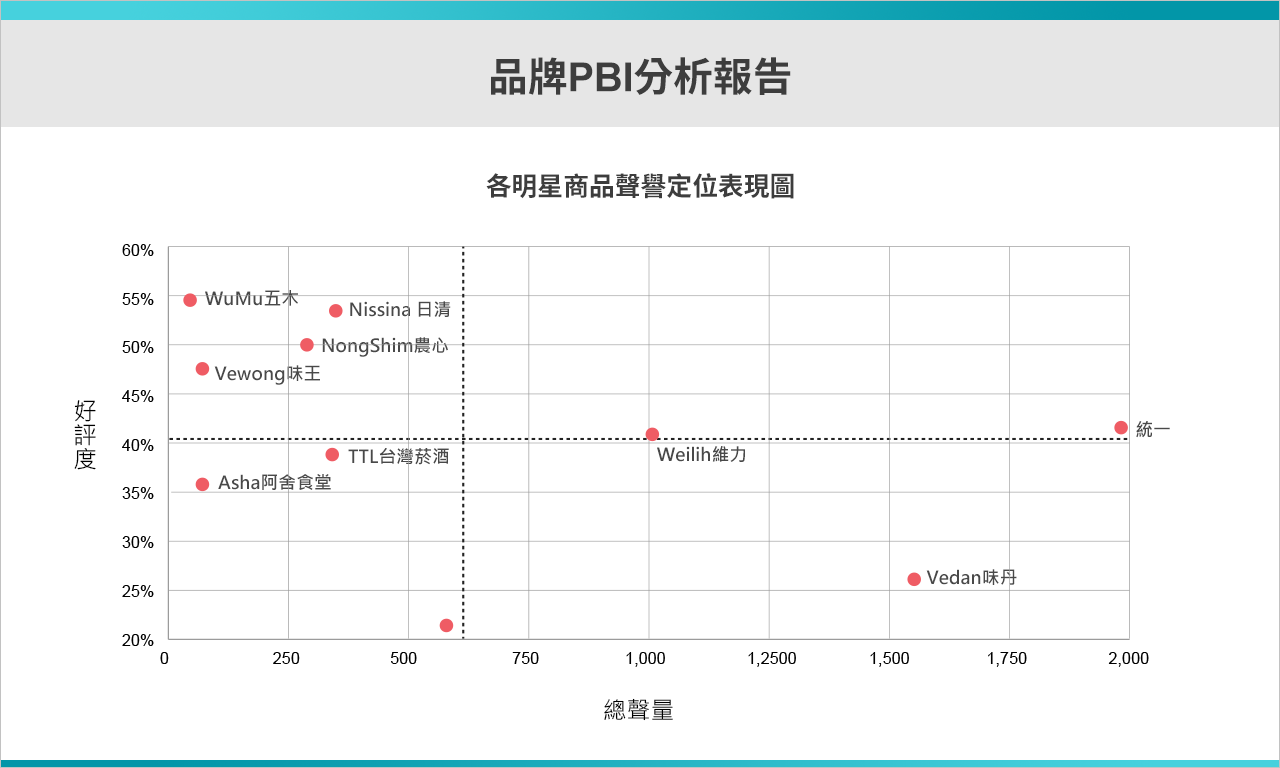 品牌PBI分析報告
各明星商品聲譽定位表現圖
60%
55%
50%
45%
40%
35%
30%
25%
20%
好評度
WuMu五木
Nissina 日清
NongShim農心
Vewong味王
統一
Weilih維力
TTL台灣菸酒
Asha阿舍食堂
Vedan味丹
0 250 500 750 1,000 1,2500 1,500 1,750 2,000
總聲量